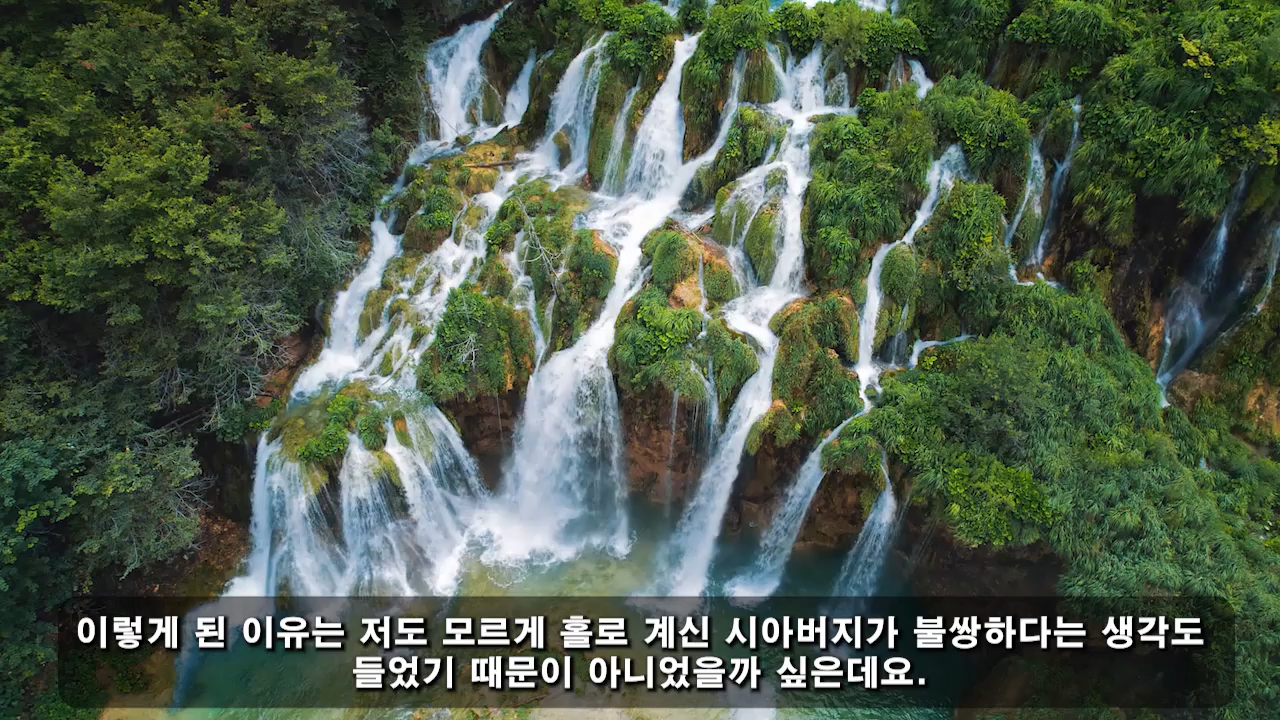 이렇게 된 이유는 저도 모르게 홀로 계신 시아버지가 불쌍하다는 생각도
들었기 때문이 아니었을까 싶은데요.